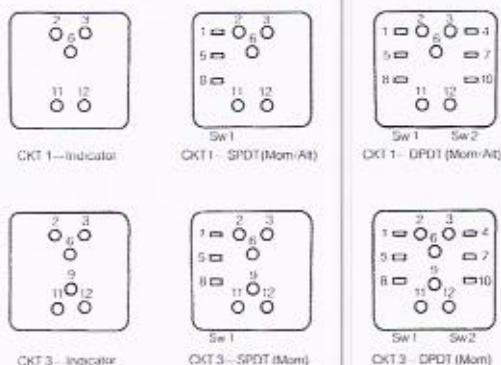 2 3
6
11 12
CKT 1—Indicator
2 3
1 6
5
8
11 12
Sw 1
CKT 1—SPDT (Mom-Alt)
2 3
1 6 4
5 7
8 10
11 12
Sw 1 Sw 2
CKT 1—DPDT (Mom-Alt)
2 3
6
9
11 12
CKT 3—Indicator
2 3
1 6
5
8 9
11 12
Sw 1
CKT 3—SPDT (Mom)
2 3
1 6 4
5 7
8 9 10
11 12
Sw 1 Sw 2
CKT 3—DPDT (Mom)